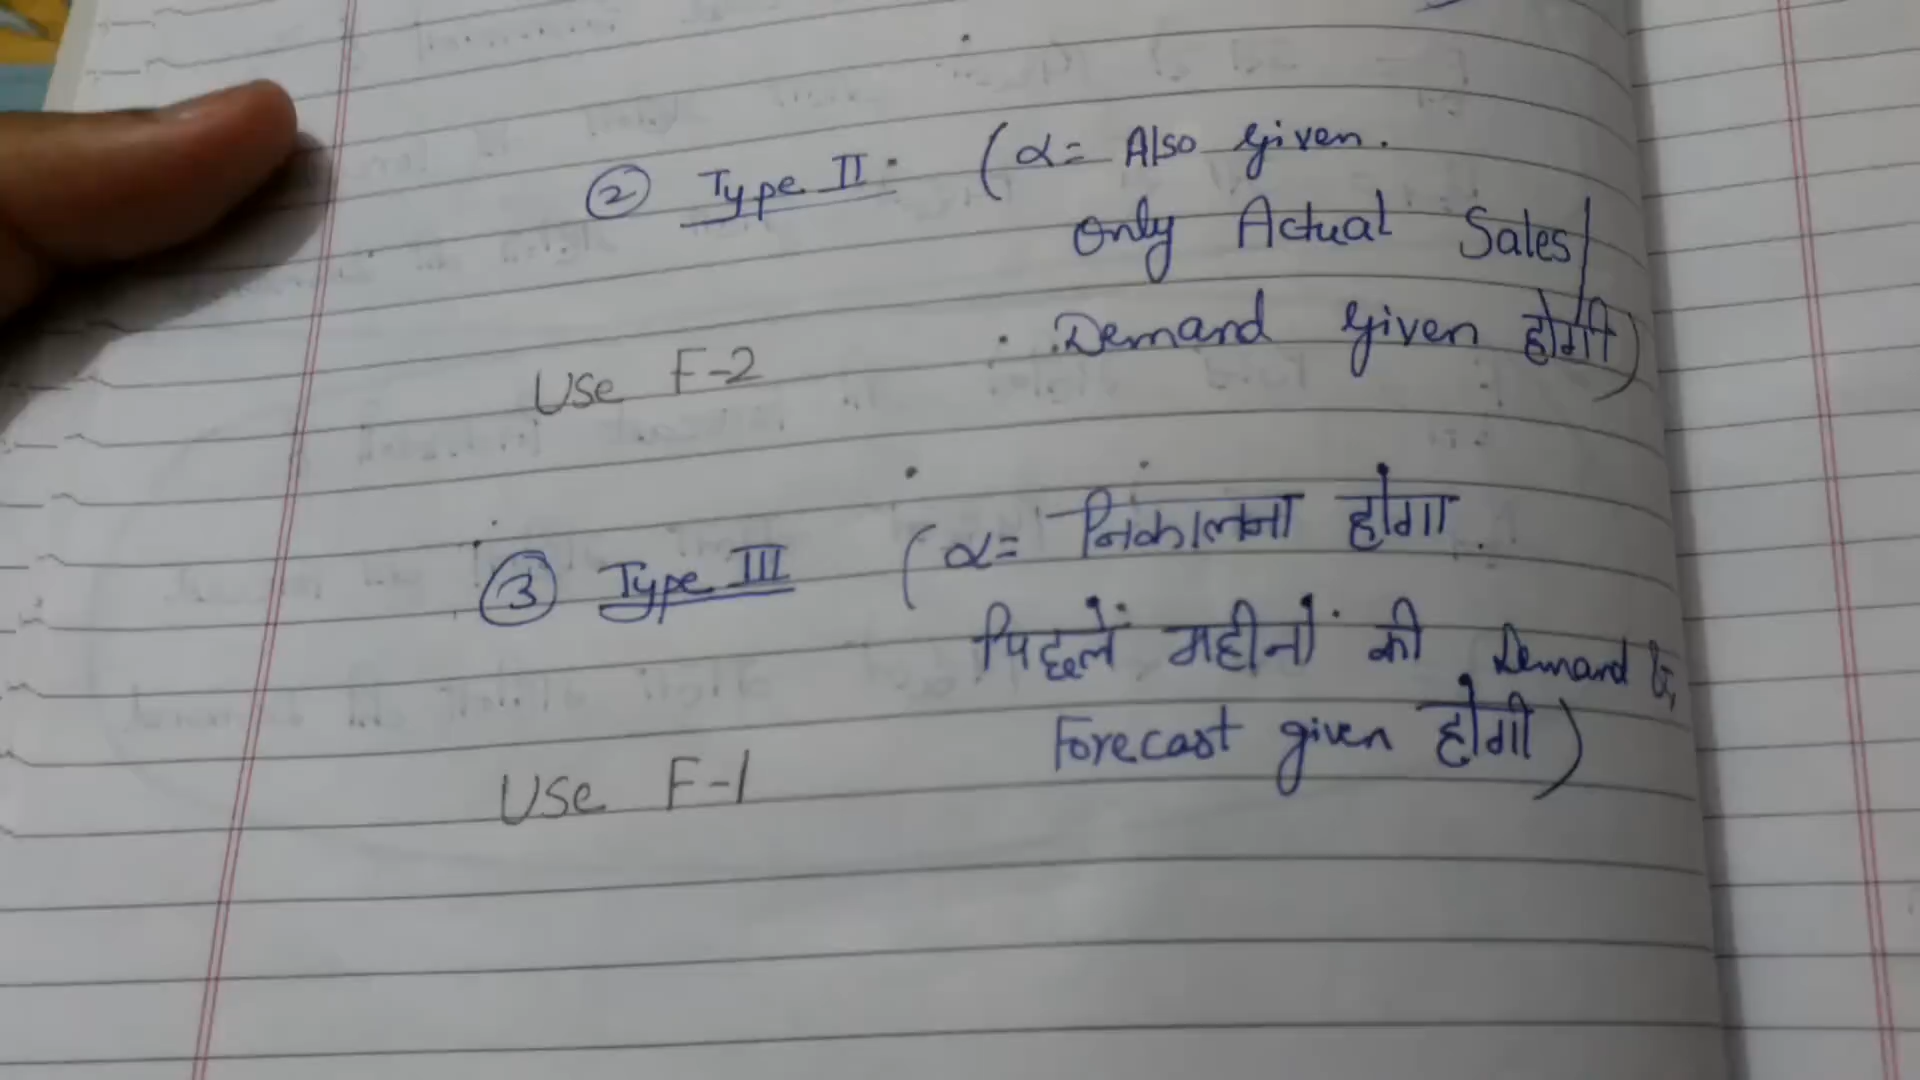 ② Type II. (α = Also given.
only Actual Sales/
Demand given होगी)
Use F-2
③ Type III (α = निकालना होगा.
पिछले महीनों की Demand &
Forecast given होगी)
Use F-1